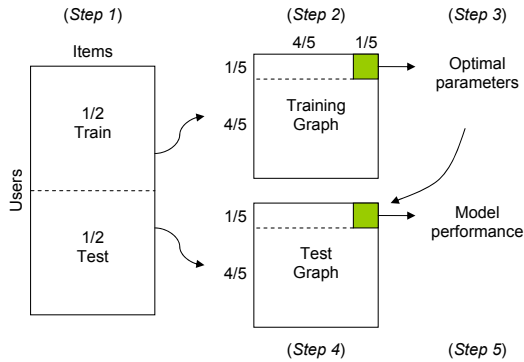 (Step 1)
(Step 2)
(Step 3)
Items
4/5
1/5
Users
1/2
Train
1/2
Test
1/5
4/5
Training
Graph
Optimal
parameters
1/5
4/5
Test
Graph
Model
performance
(Step 4)
(Step 5)